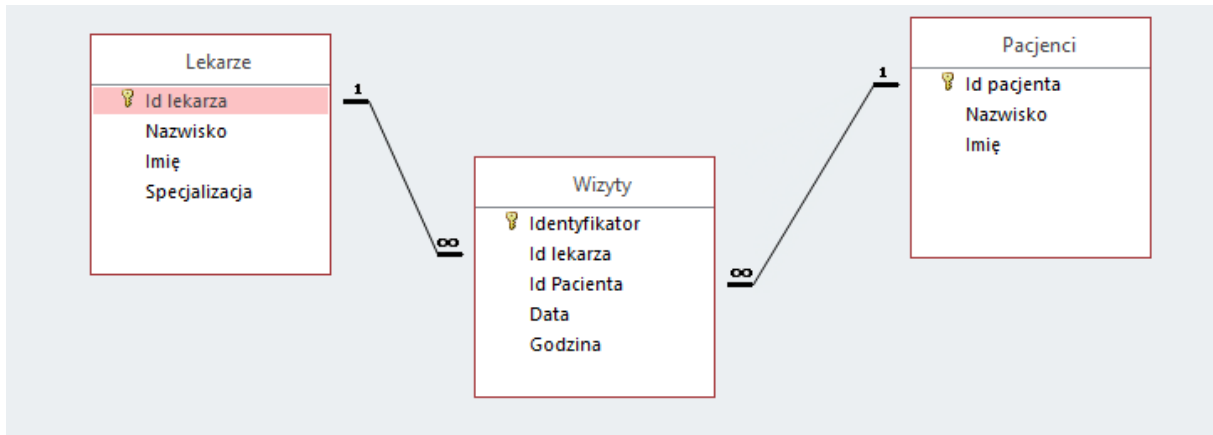 Lekarze
Id lekarza
Nazwisko
Imię
Specjalizacja
1
∞
Wizyty
Identyfikator
Id lekarza
Id Pacienta
Data
Godzina
∞
1
Pacjenci
Id pacjenta
Nazwisko
Imię